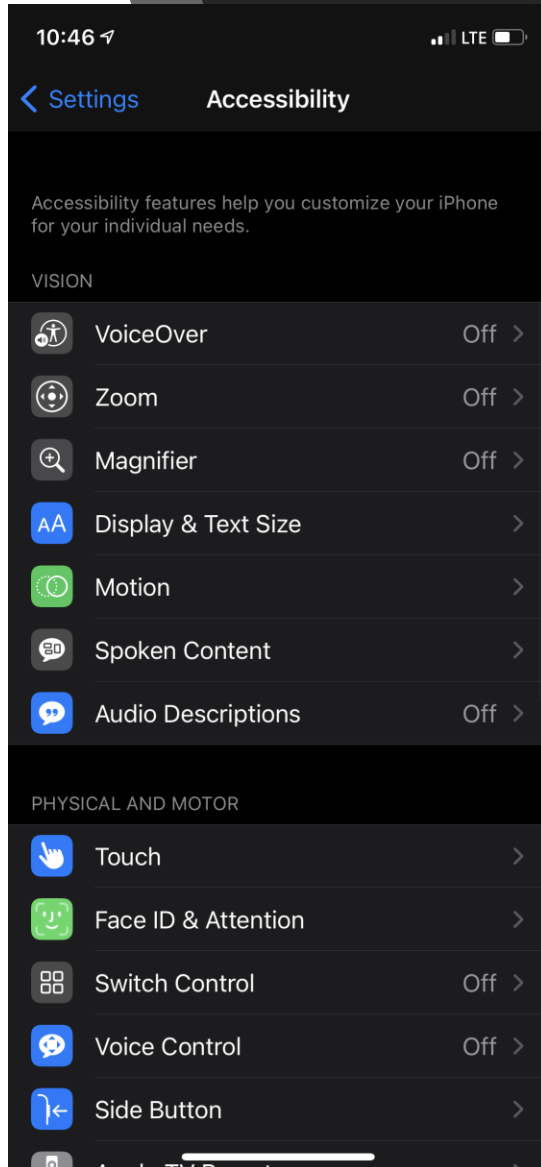 10:46
LTE
Settings
Accessibility
Accessibility features help you customize your iPhone
for your individual needs.
VISION
VoiceOver
Off
Zoom
Off
Magnifier
Off
AA
Display & Text Size
Motion
Spoken Content
Audio Descriptions
Off
PHYSICAL AND MOTOR
Touch
Face ID & Attention
Switch Control
Off
Voice Control
Off
Side Button